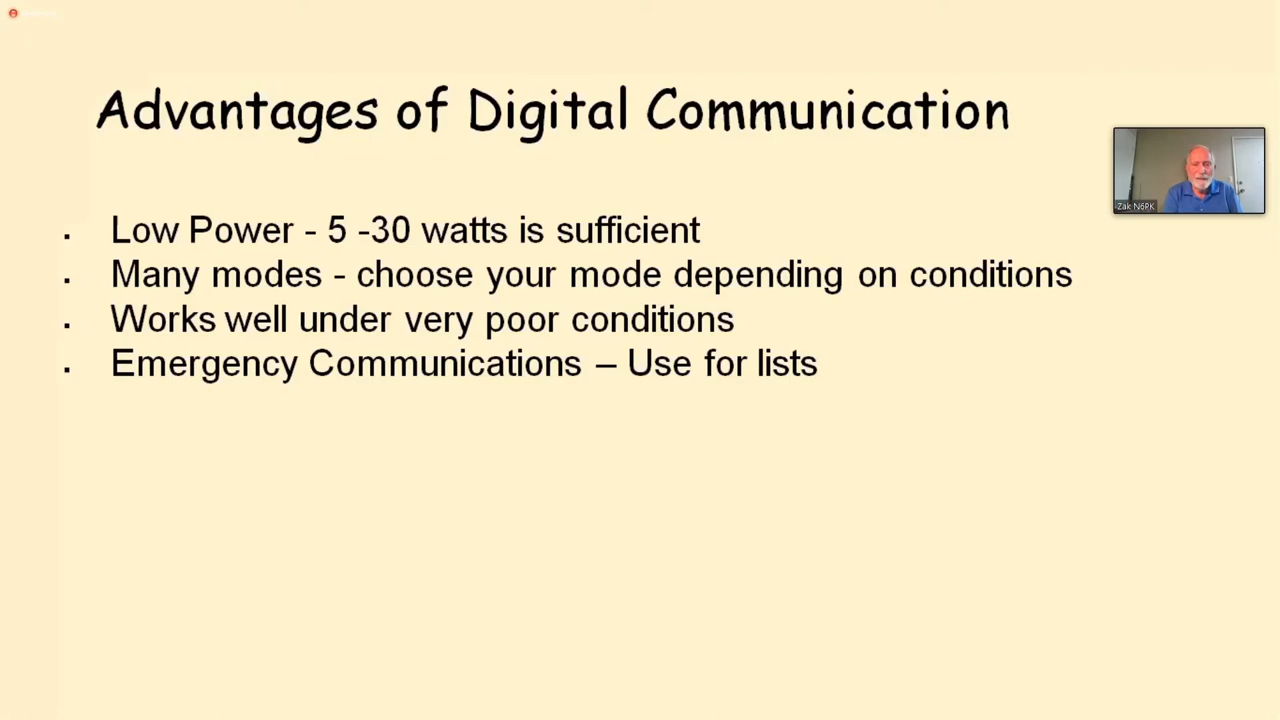 Advantages of Digital Communication
Low Power - 5 -30 watts is sufficient
Many modes - choose your mode depending on conditions
Works well under very poor conditions
Emergency Communications – Use for lists
Zak N6PK